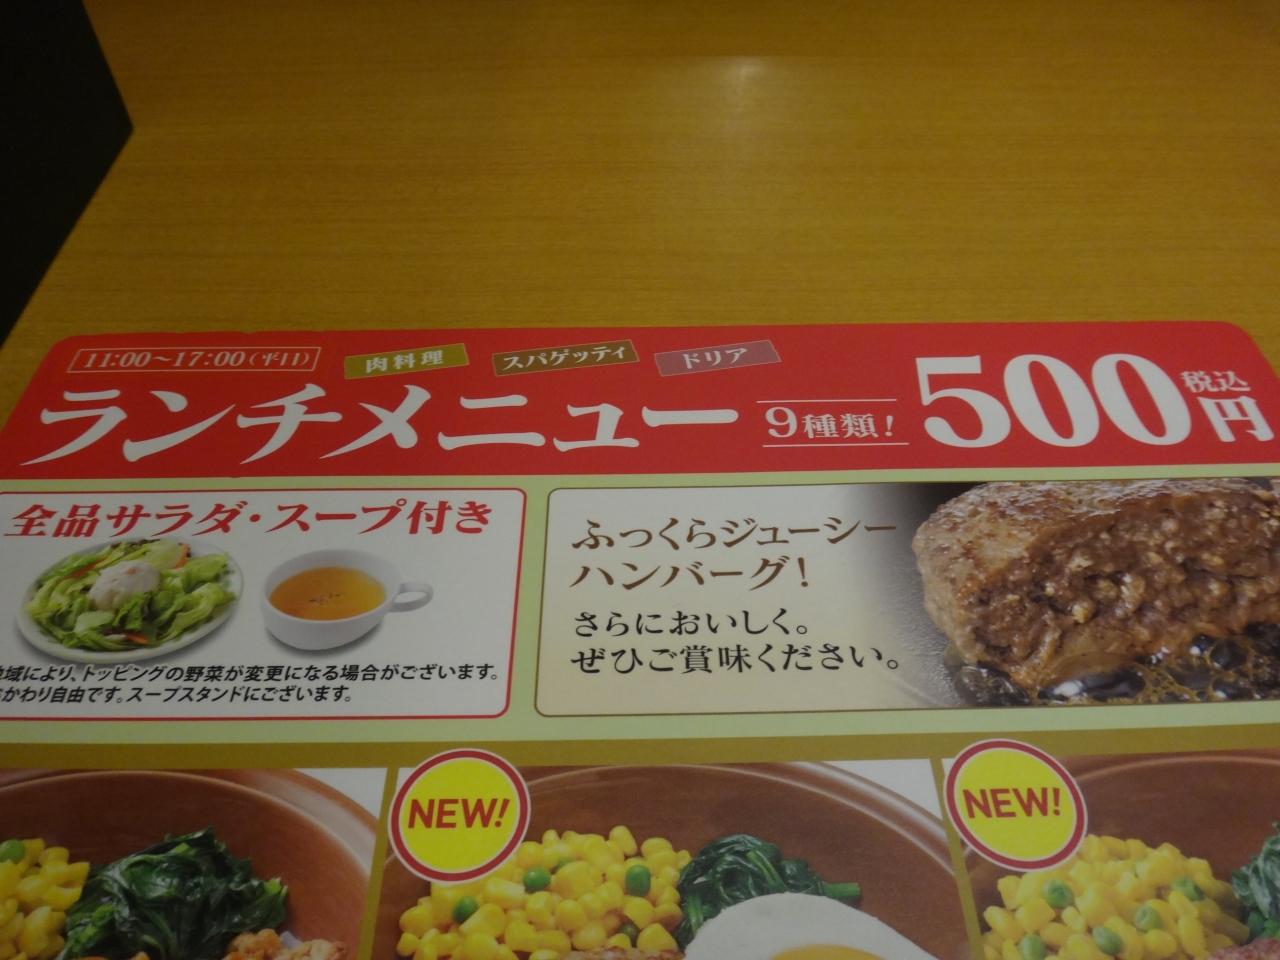 11:00～17:00（平日）
肉料理
スパゲッティ
ドリア
ランチメニュー
9種類！
500円
税込
全品サラダ・スープ付き
域により、トッピングの野菜が変更になる場合がございます。
かわり自由です。スープスタンドにございます。
ふっくらジューシー
ハンバーグ！
さらにおいしく。
ぜひご賞味ください。
NEW!
NEW!